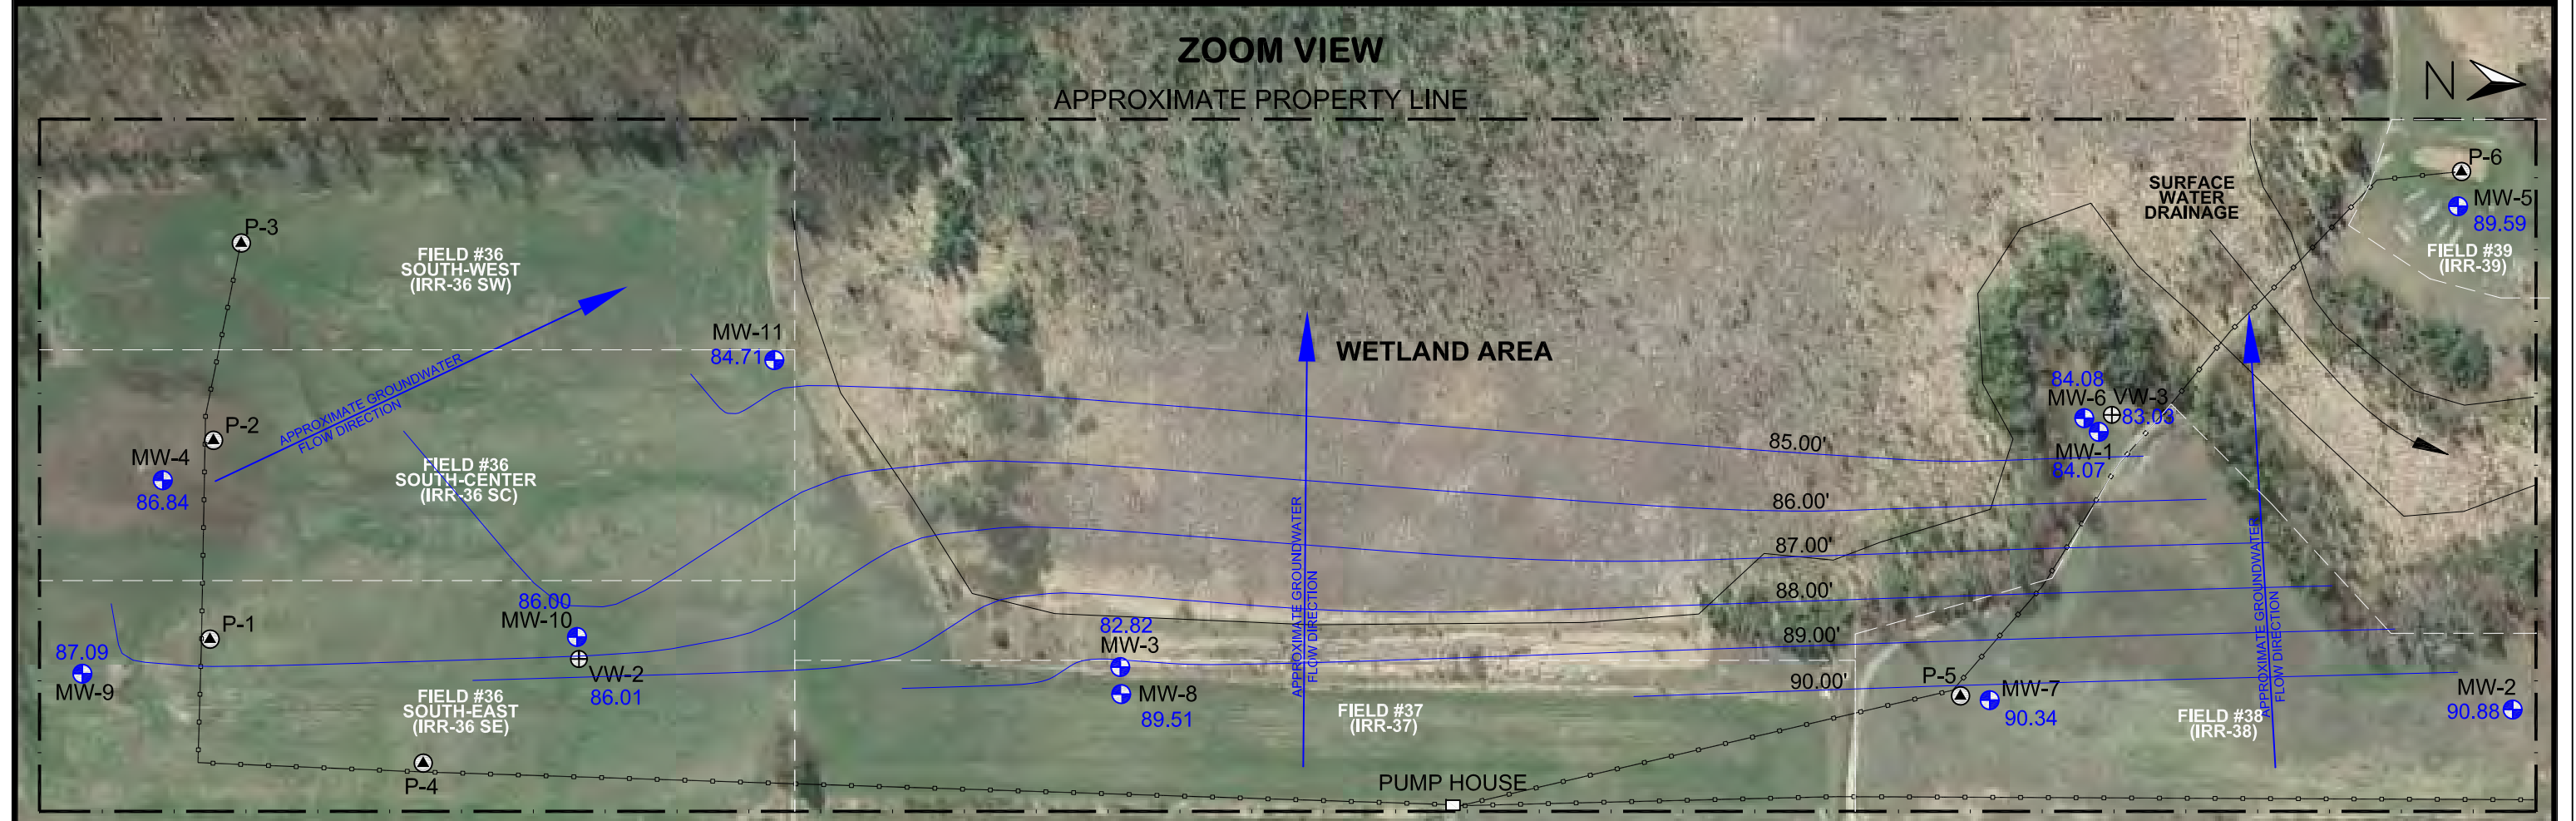 ZOOM VIEW
APPROXIMATE PROPERTY LINE
N
P-6
MW-5
89.59
FIELD #39
(IRR-39)
SURFACE
WATER
DRAINAGE
P-3
FIELD #36
SOUTH-WEST
(IRR-36 SW)
MW-11
84.71
WETLAND AREA
APPROXIMATE GROUNDWATER
FLOW DIRECTION
P-2
MW-4
86.84
FIELD #36
SOUTH-CENTER
(IRR-36 SC)
84.08
MW-6
VW-3
83.03
MW-1
84.07
85.00'
86.00'
87.00'
88.00'
89.00'
90.00'
APPROXIMATE GROUNDWATER
FLOW DIRECTION
APPROXIMATE GROUNDWATER
FLOW DIRECTION
86.00
MW-10
P-1
87.09
MW-9
VW-2
86.01
82.82
MW-3
MW-8
89.51
FIELD #36
SOUTH-EAST
(IRR-36 SE)
FIELD #37
(IRR-37)
P-5
MW-7
90.34
FIELD #38
(IRR-38)
MW-2
90.88
P-4
PUMP HOUSE